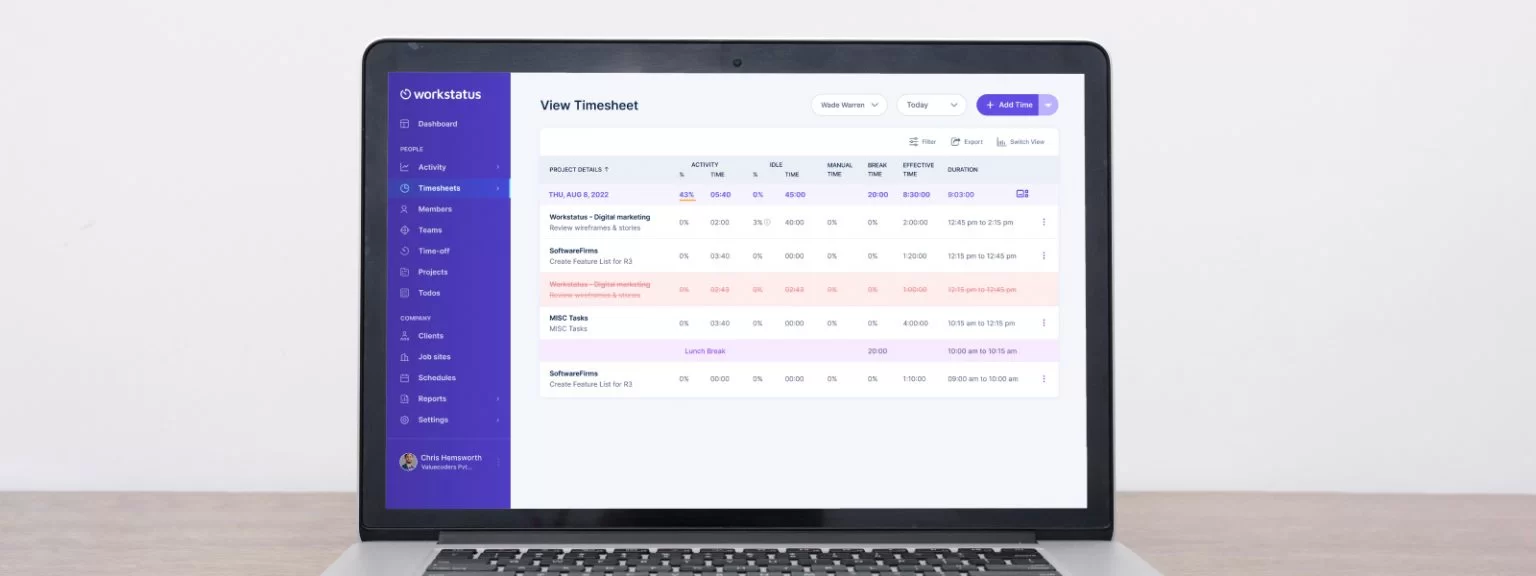 workstatus
Dashboard
PEOPLE
Activity
Timesheets
Members
Teams
Time-off
Projects
Todos
COMPANY
Clients
Job sites
Schedules
Reports
Settings
Chris Hemsworth
Valuecoders Pvt...
View Timesheet
Wade Warren
Today
+ Add Time
Filter
Export
Switch View
PROJECT DETAILS ↑
ACTIVITY
% TIME
IDLE
% TIME
MANUAL TIME
BREAK TIME
EFFECTIVE TIME
DURATION
THU, AUG 8, 2022 43% 05:40 0% 45:00 20:00 8:30:00 9:03:00
Workstatus - Digital marketing
Review wireframes & stories
0% 02:00 3% 40:00 0% 0% 2:00:00 12:45 pm to 2:15 pm
SoftwareFirms
Create Feature List for R3
0% 03:40 0% 00:00 0% 0% 1:20:00 12:15 pm to 12:45 pm
Workstatus - Digital marketing
Review wireframes & stories
0% 02:43 0% 02:43 0% 0% 1:00:00 12:15 pm to 12:45 pm
MISC Tasks
MISC Tasks
0% 03:40 0% 00:00 0% 0% 4:00:00 10:15 am to 12:15 pm
Lunch Break 20:00 10:00 am to 10:15 am
SoftwareFirms
Create Feature List for R3
0% 00:00 0% 00:00 0% 0% 1:10:00 09:00 am to 10:00 am